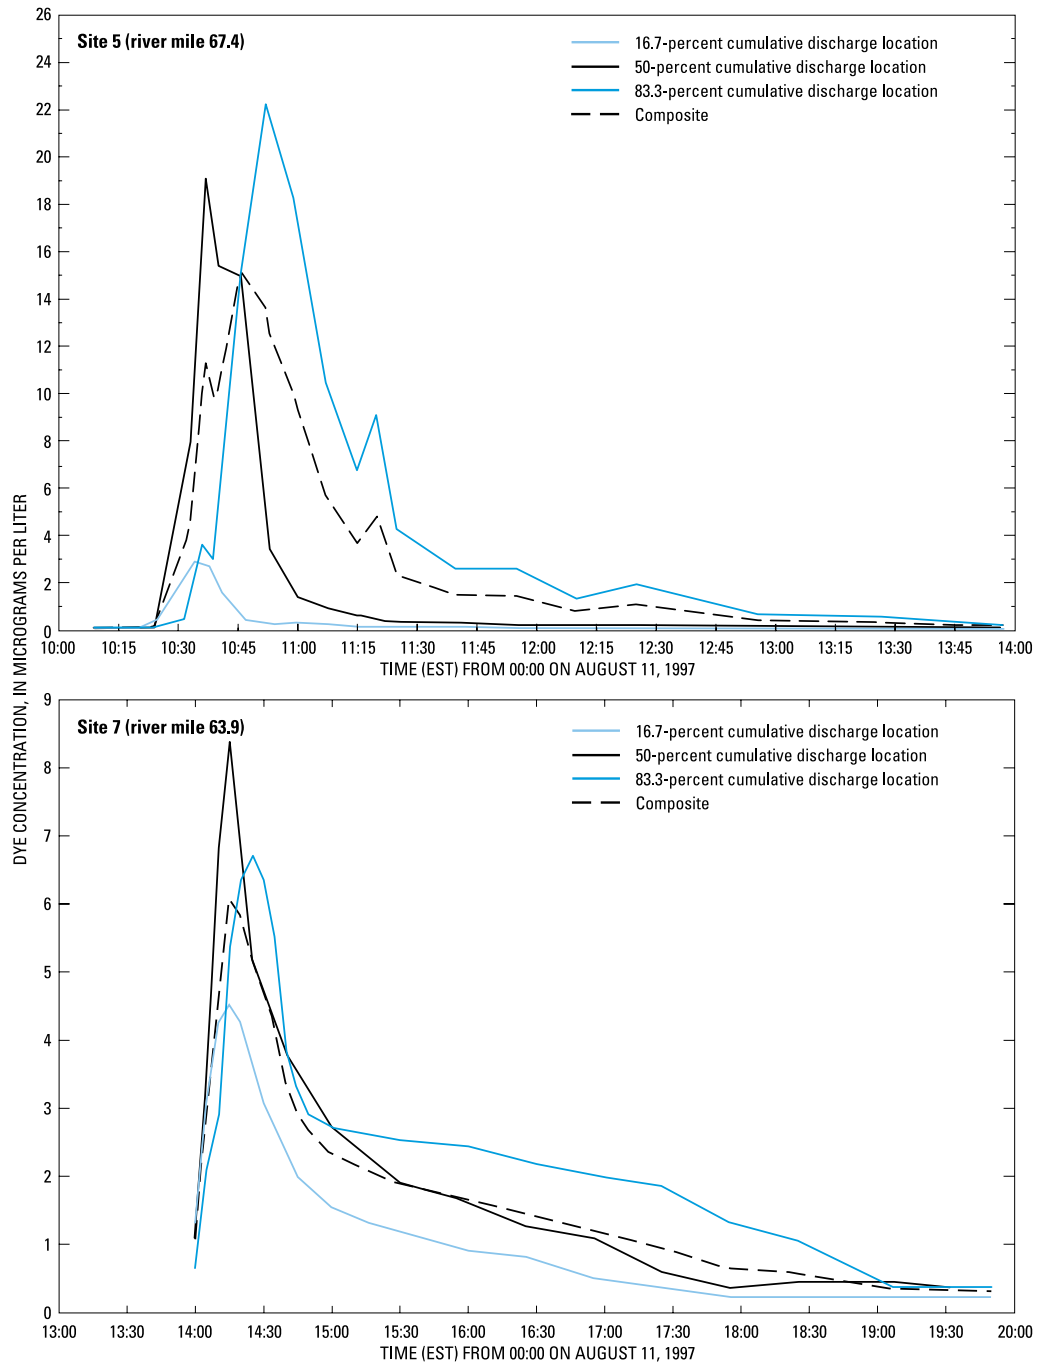 DYE CONCENTRATION, IN MICROGRAMS PER LITER
26
24
22
20
18
16
14
12
10
8
6
4
2
0
Site 5 (river mile 67.4)
16.7-percent cumulative discharge location
50-percent cumulative discharge location
83.3-percent cumulative discharge location
Composite
10:00 10:15 10:30 10:45 11:00 11:15 11:30 11:45 12:00 12:15 12:30 12:45 13:00 13:15 13:30 13:45 14:00
TIME (EST) FROM 00:00 ON AUGUST 11, 1997
9
8
7
6
5
4
3
2
1
0
Site 7 (river mile 63.9)
16.7-percent cumulative discharge location
50-percent cumulative discharge location
83.3-percent cumulative discharge location
Composite
13:00 13:30 14:00 14:30 15:00 15:30 16:00 16:30 17:00 17:30 18:00 18:30 19:00 19:30 20:00
TIME (EST) FROM 00:00 ON AUGUST 11, 1997